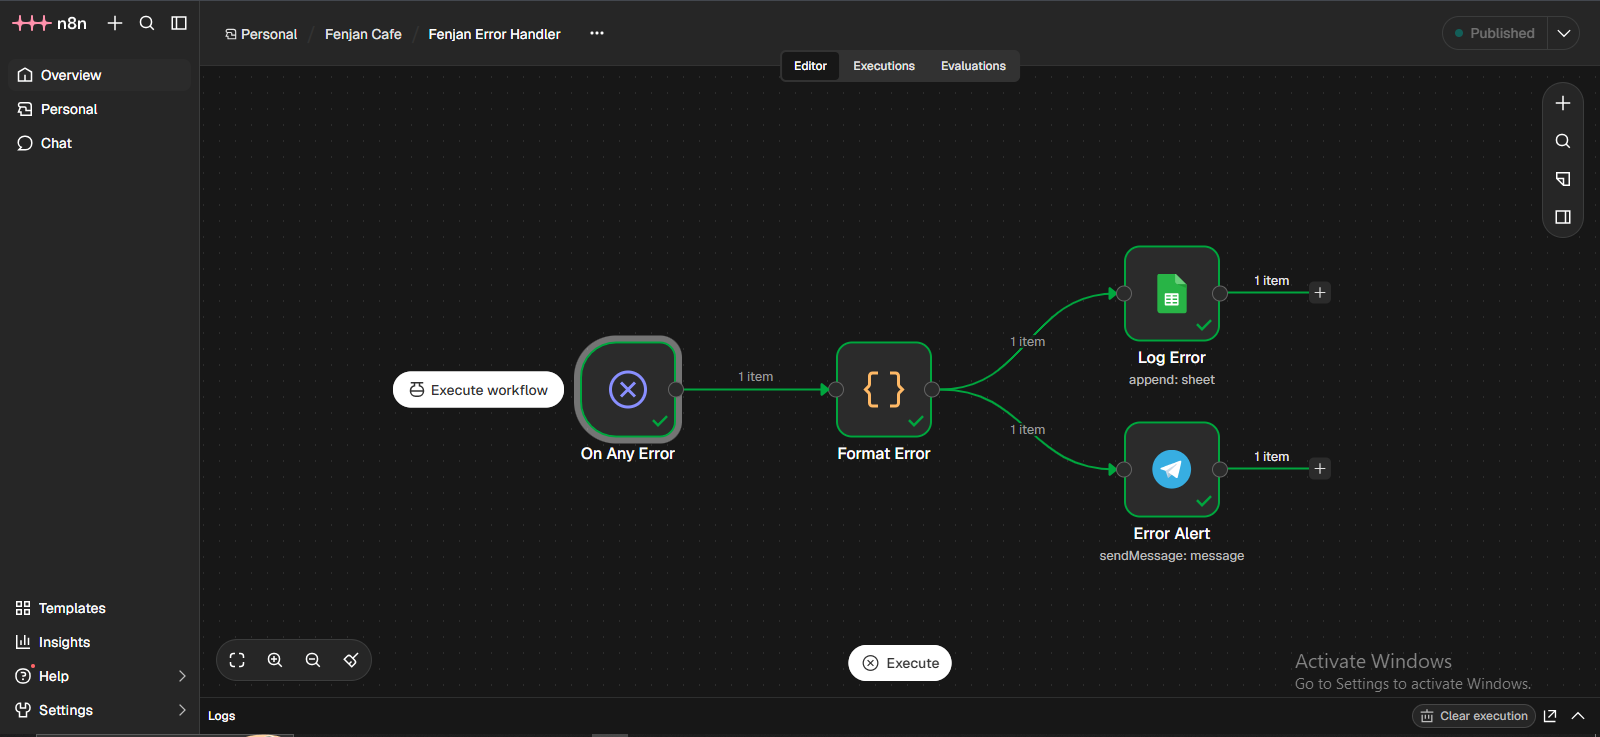 n8n
Personal / Fenjan Cafe / Fenjan Error Handler ...
Published
Editor Executions Evaluations
Overview
Personal
Chat
Execute workflow
On Any Error
1 item
{ }
Format Error
1 item
1 item
Log Error
append: sheet
1 item
Error Alert
sendMessage: message
1 item
Templates
Insights
Help
Settings
Execute
Activate Windows
Go to Settings to activate Windows.
Logs
Clear execution